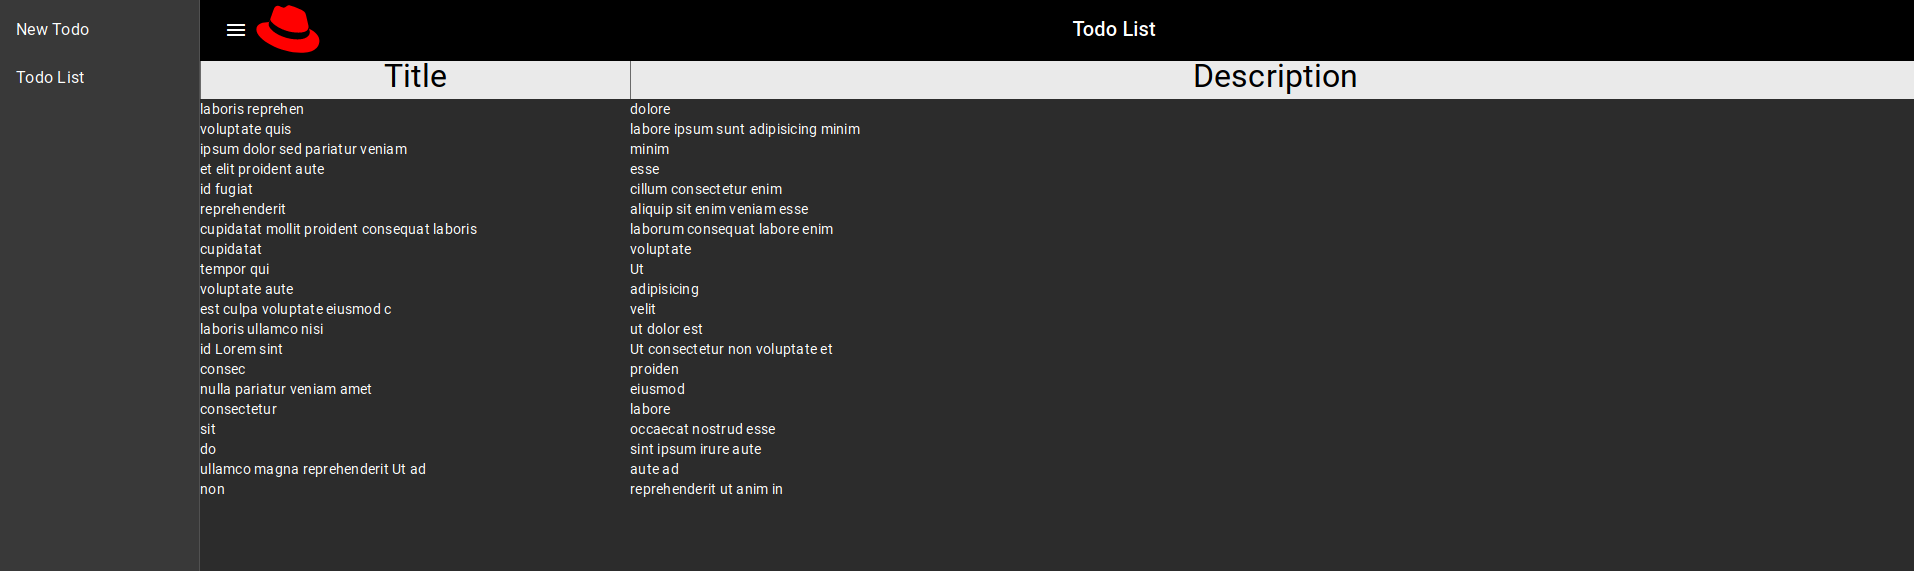 New Todo
Todo List
Todo List
Title Description
laboris reprehen dolore
voluptate quis labore ipsum sunt adipisicing minim
ipsum dolor sed pariatur veniam minim
et elit proident aute esse
id fugiat cillum consectetur enim
reprehenderit aliquip sit enim veniam esse
cupidatat mollit proident consequat laboris laborum consequat labore enim
cupidatat voluptate
tempor qui Ut
voluptate aute adipisicing
est culpa voluptate eiusmod c velit
laboris ullamco nisi ut dolor est
id Lorem sint Ut consectetur non voluptate et
consec proiden
nulla pariatur veniam amet eiusmod
consectetur labore
sit occaecat nostrud esse
do sint ipsum irure aute
ullamco magna reprehenderit Ut ad aute ad
non reprehenderit ut anim in